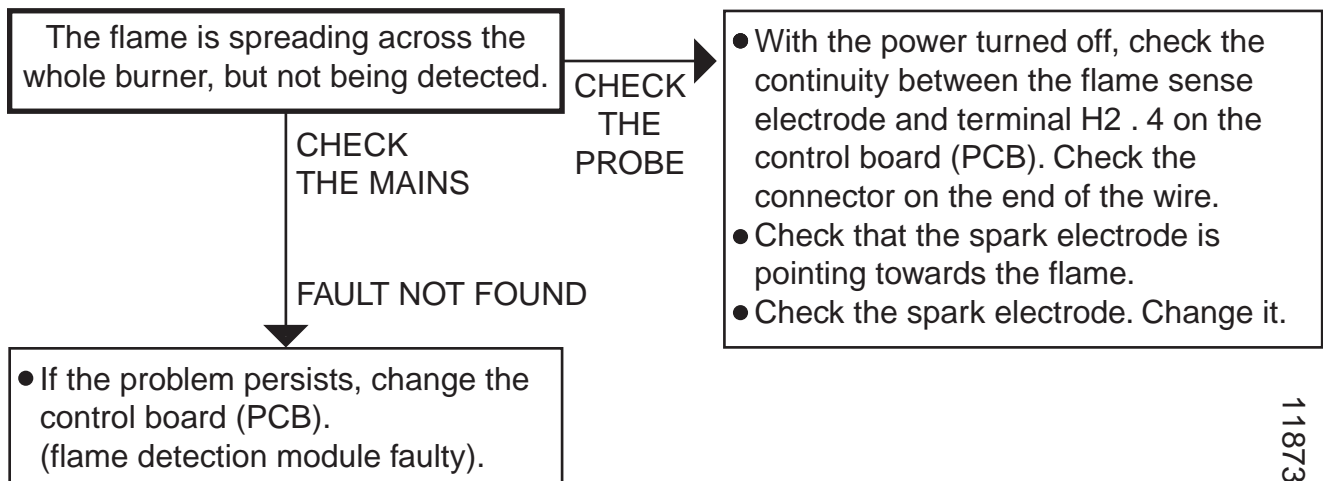 The flame is spreading across the
whole burner, but not being detected.
CHECK
THE
PROBE
● With the power turned off, check the
continuity between the flame sense
electrode and terminal H2 . 4 on the
control board (PCB). Check the
connector on the end of the wire.
● Check that the spark electrode is
pointing towards the flame.
● Check the spark electrode. Change it.
CHECK
THE MAINS
FAULT NOT FOUND
● If the problem persists, change the
control board (PCB).
(flame detection module faulty).
11873